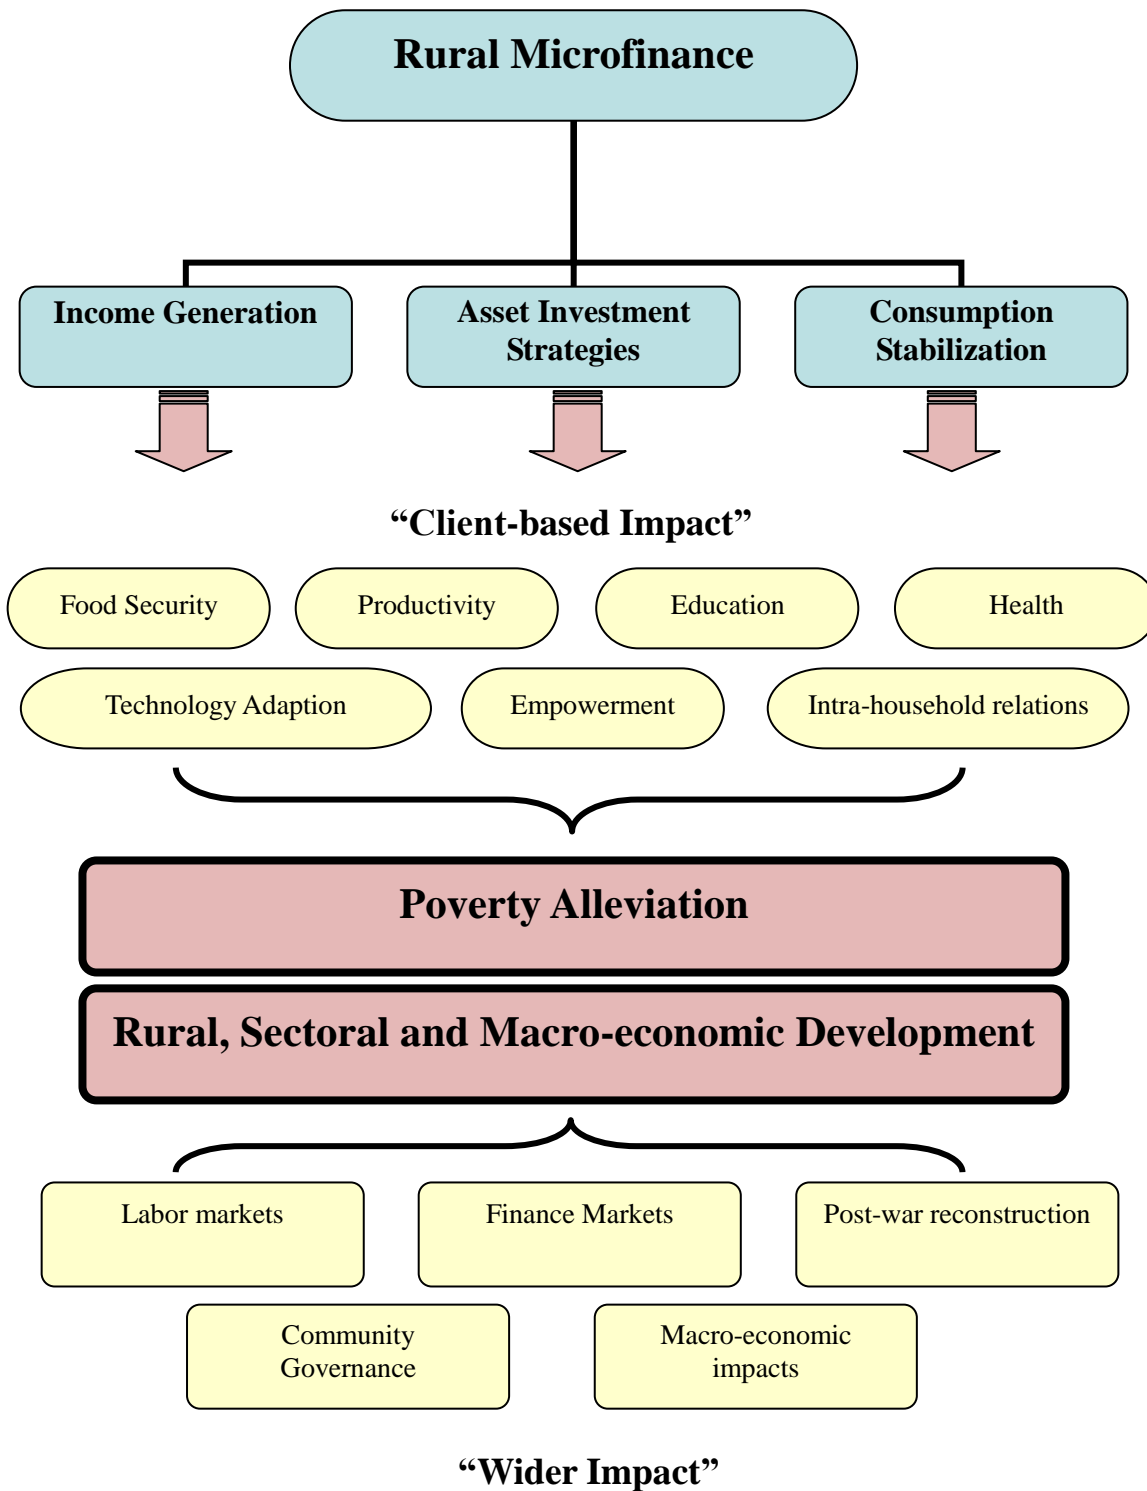 Rural Microfinance
Income Generation
Asset Investment
Strategies
Consumption
Stabilization
“Client-based Impact”
Food Security
Productivity
Education
Health
Technology Adaption
Empowerment
Intra-household relations
Poverty Alleviation
Rural, Sectoral and Macro-economic Development
Labor markets
Finance Markets
Post-war reconstruction
Community
Governance
Macro-economic
impacts
“Wider Impact”